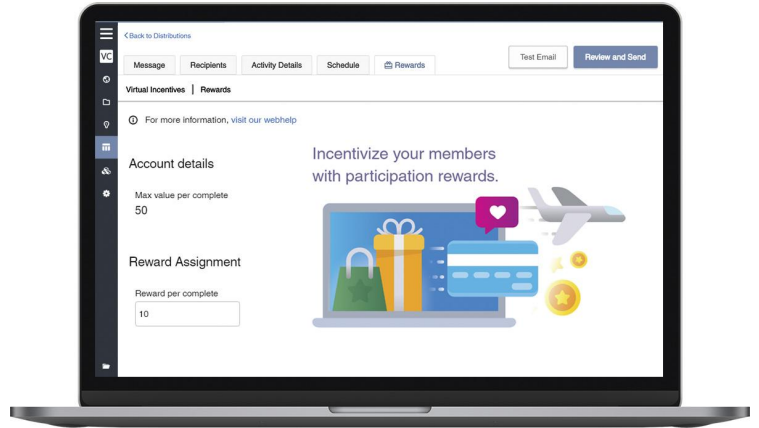 Back to Distributions
VC
Message Recipients Activity Details Schedule Rewards
Test Email Review and Send
Virtual Incentives | Rewards
For more information, visit our webhelp
Account details
Max value per complete
50
Reward Assignment
Reward per complete
10
Incentivize your members
with participation rewards.